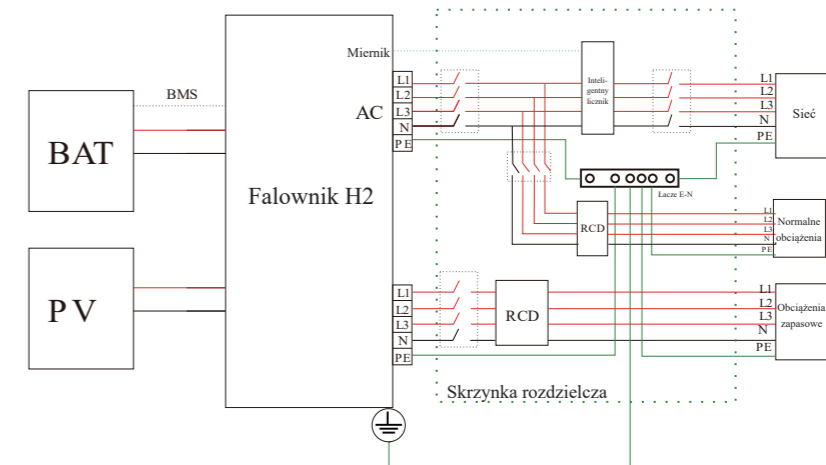 Miernik
BMS
BAT
PV
Falownik H2
AC
L1
L2
L3
N
PE
L1
L2
L3
N
PE
Inteli-
gentny
licznik
L1
L2
L3
N
PE
Sieć
Łacze E-N
RCD
L1
L2
L3
N
PE
Normalne
obciążenia
RCD
L1
L2
L3
N
PE
Obciążenia
zapasowe
Skrzynka rozdzielcza